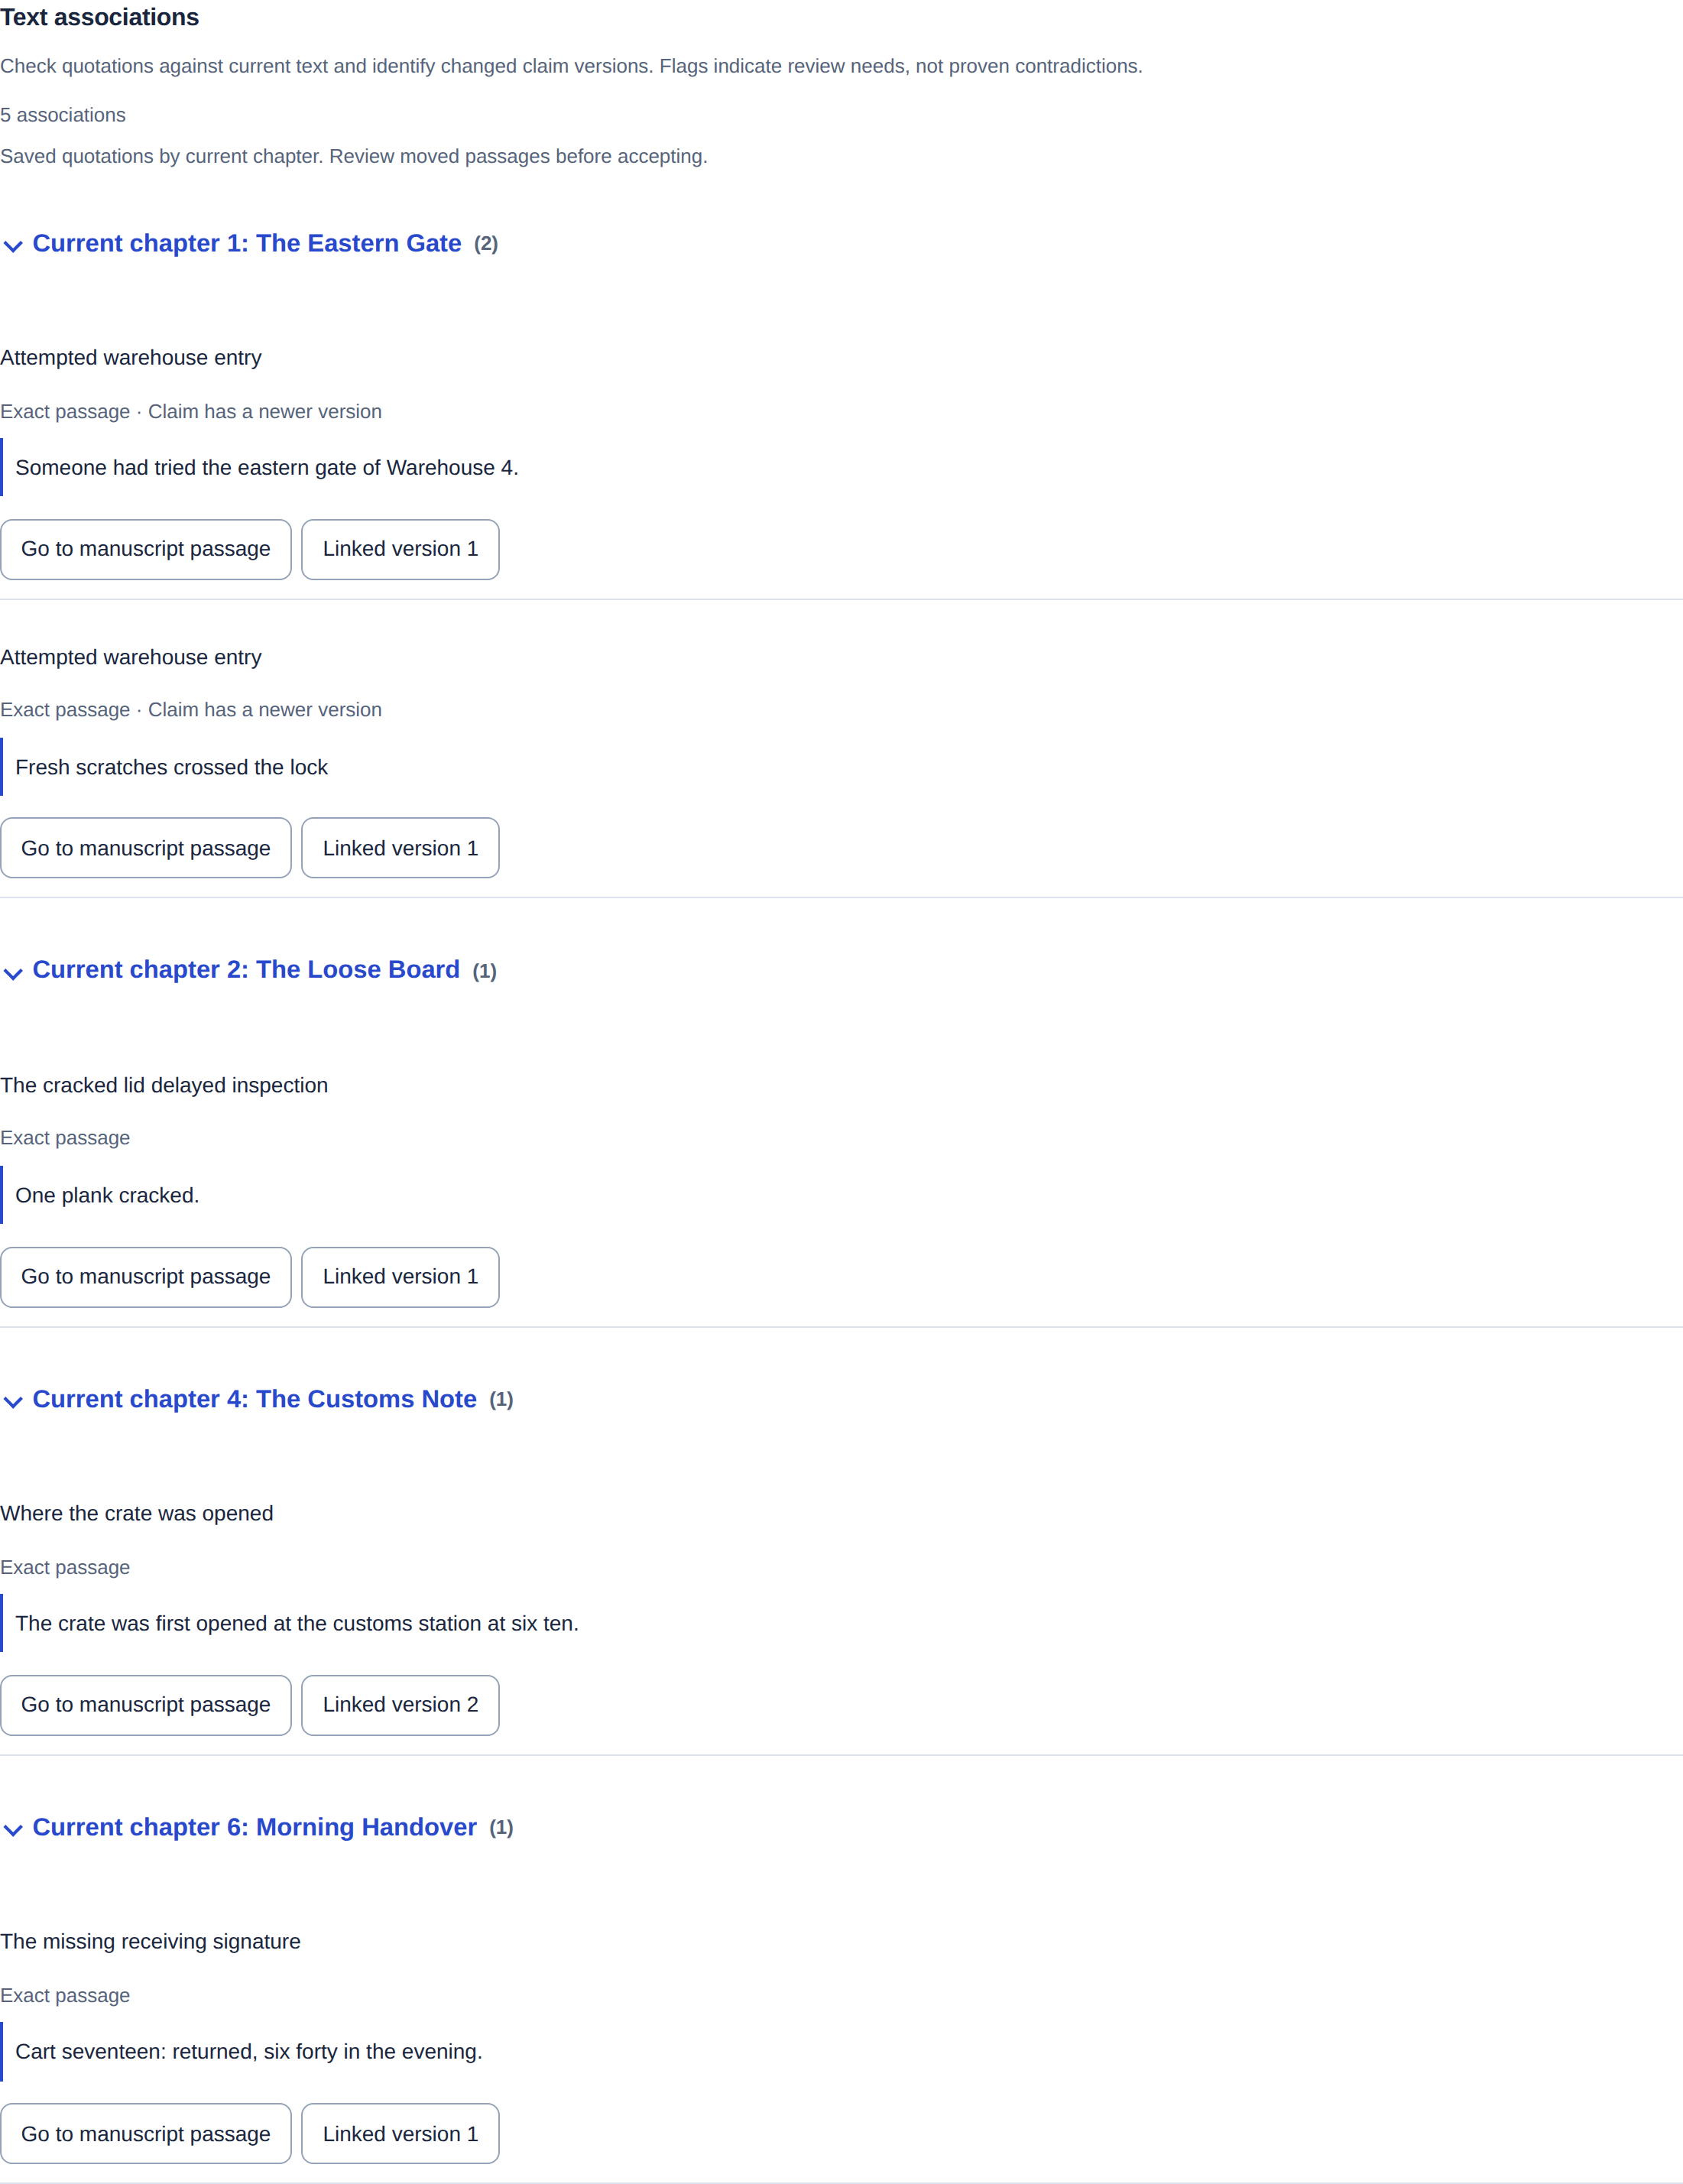 Text associations
Check quotations against current text and identify changed claim versions. Flags indicate review needs, not proven contradictions.
5 associations
Saved quotations by current chapter. Review moved passages before accepting.
Current chapter 1: The Eastern Gate (2)
Attempted warehouse entry
Exact passage · Claim has a newer version
Someone had tried the eastern gate of Warehouse 4.
Go to manuscript passage Linked version 1
Attempted warehouse entry
Exact passage · Claim has a newer version
Fresh scratches crossed the lock
Go to manuscript passage Linked version 1
Current chapter 2: The Loose Board (1)
The cracked lid delayed inspection
Exact passage
One plank cracked.
Go to manuscript passage Linked version 1
Current chapter 4: The Customs Note (1)
Where the crate was opened
Exact passage
The crate was first opened at the customs station at six ten.
Go to manuscript passage Linked version 2
Current chapter 6: Morning Handover (1)
The missing receiving signature
Exact passage
Cart seventeen: returned, six forty in the evening.
Go to manuscript passage Linked version 1